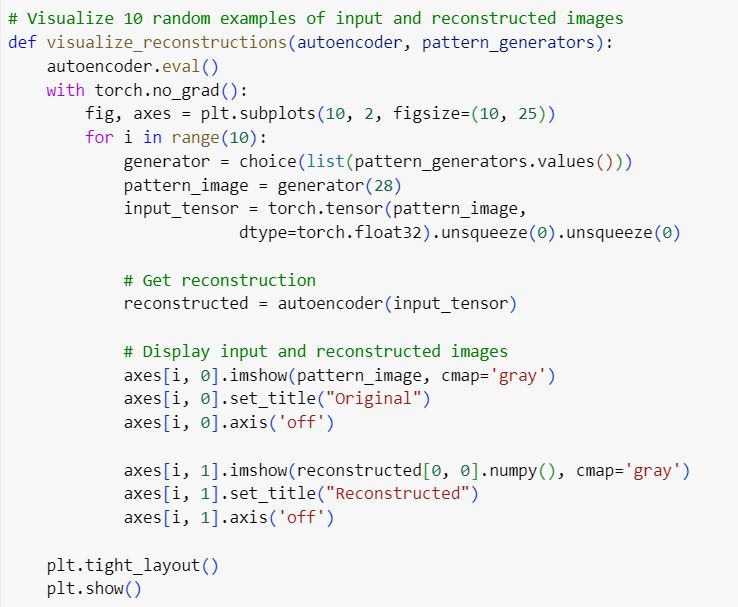 # Visualize 10 random examples of input and reconstructed images
def visualize_reconstructions(autoencoder, pattern_generators):
    autoencoder.eval()
    with torch.no_grad():
        fig, axes = plt.subplots(10, 2, figsize=(10, 25))
        for i in range(10):
            generator = choice(list(pattern_generators.values()))
            pattern_image = generator(28)
            input_tensor = torch.tensor(pattern_image,
                        dtype=torch.float32).unsqueeze(0).unsqueeze(0)

            # Get reconstruction
            reconstructed = autoencoder(input_tensor)

            # Display input and reconstructed images
            axes[i, 0].imshow(pattern_image, cmap='gray')
            axes[i, 0].set_title("Original")
            axes[i, 0].axis('off')

            axes[i, 1].imshow(reconstructed[0, 0].numpy(), cmap='gray')
            axes[i, 1].set_title("Reconstructed")
            axes[i, 1].axis('off')

    plt.tight_layout()
    plt.show()